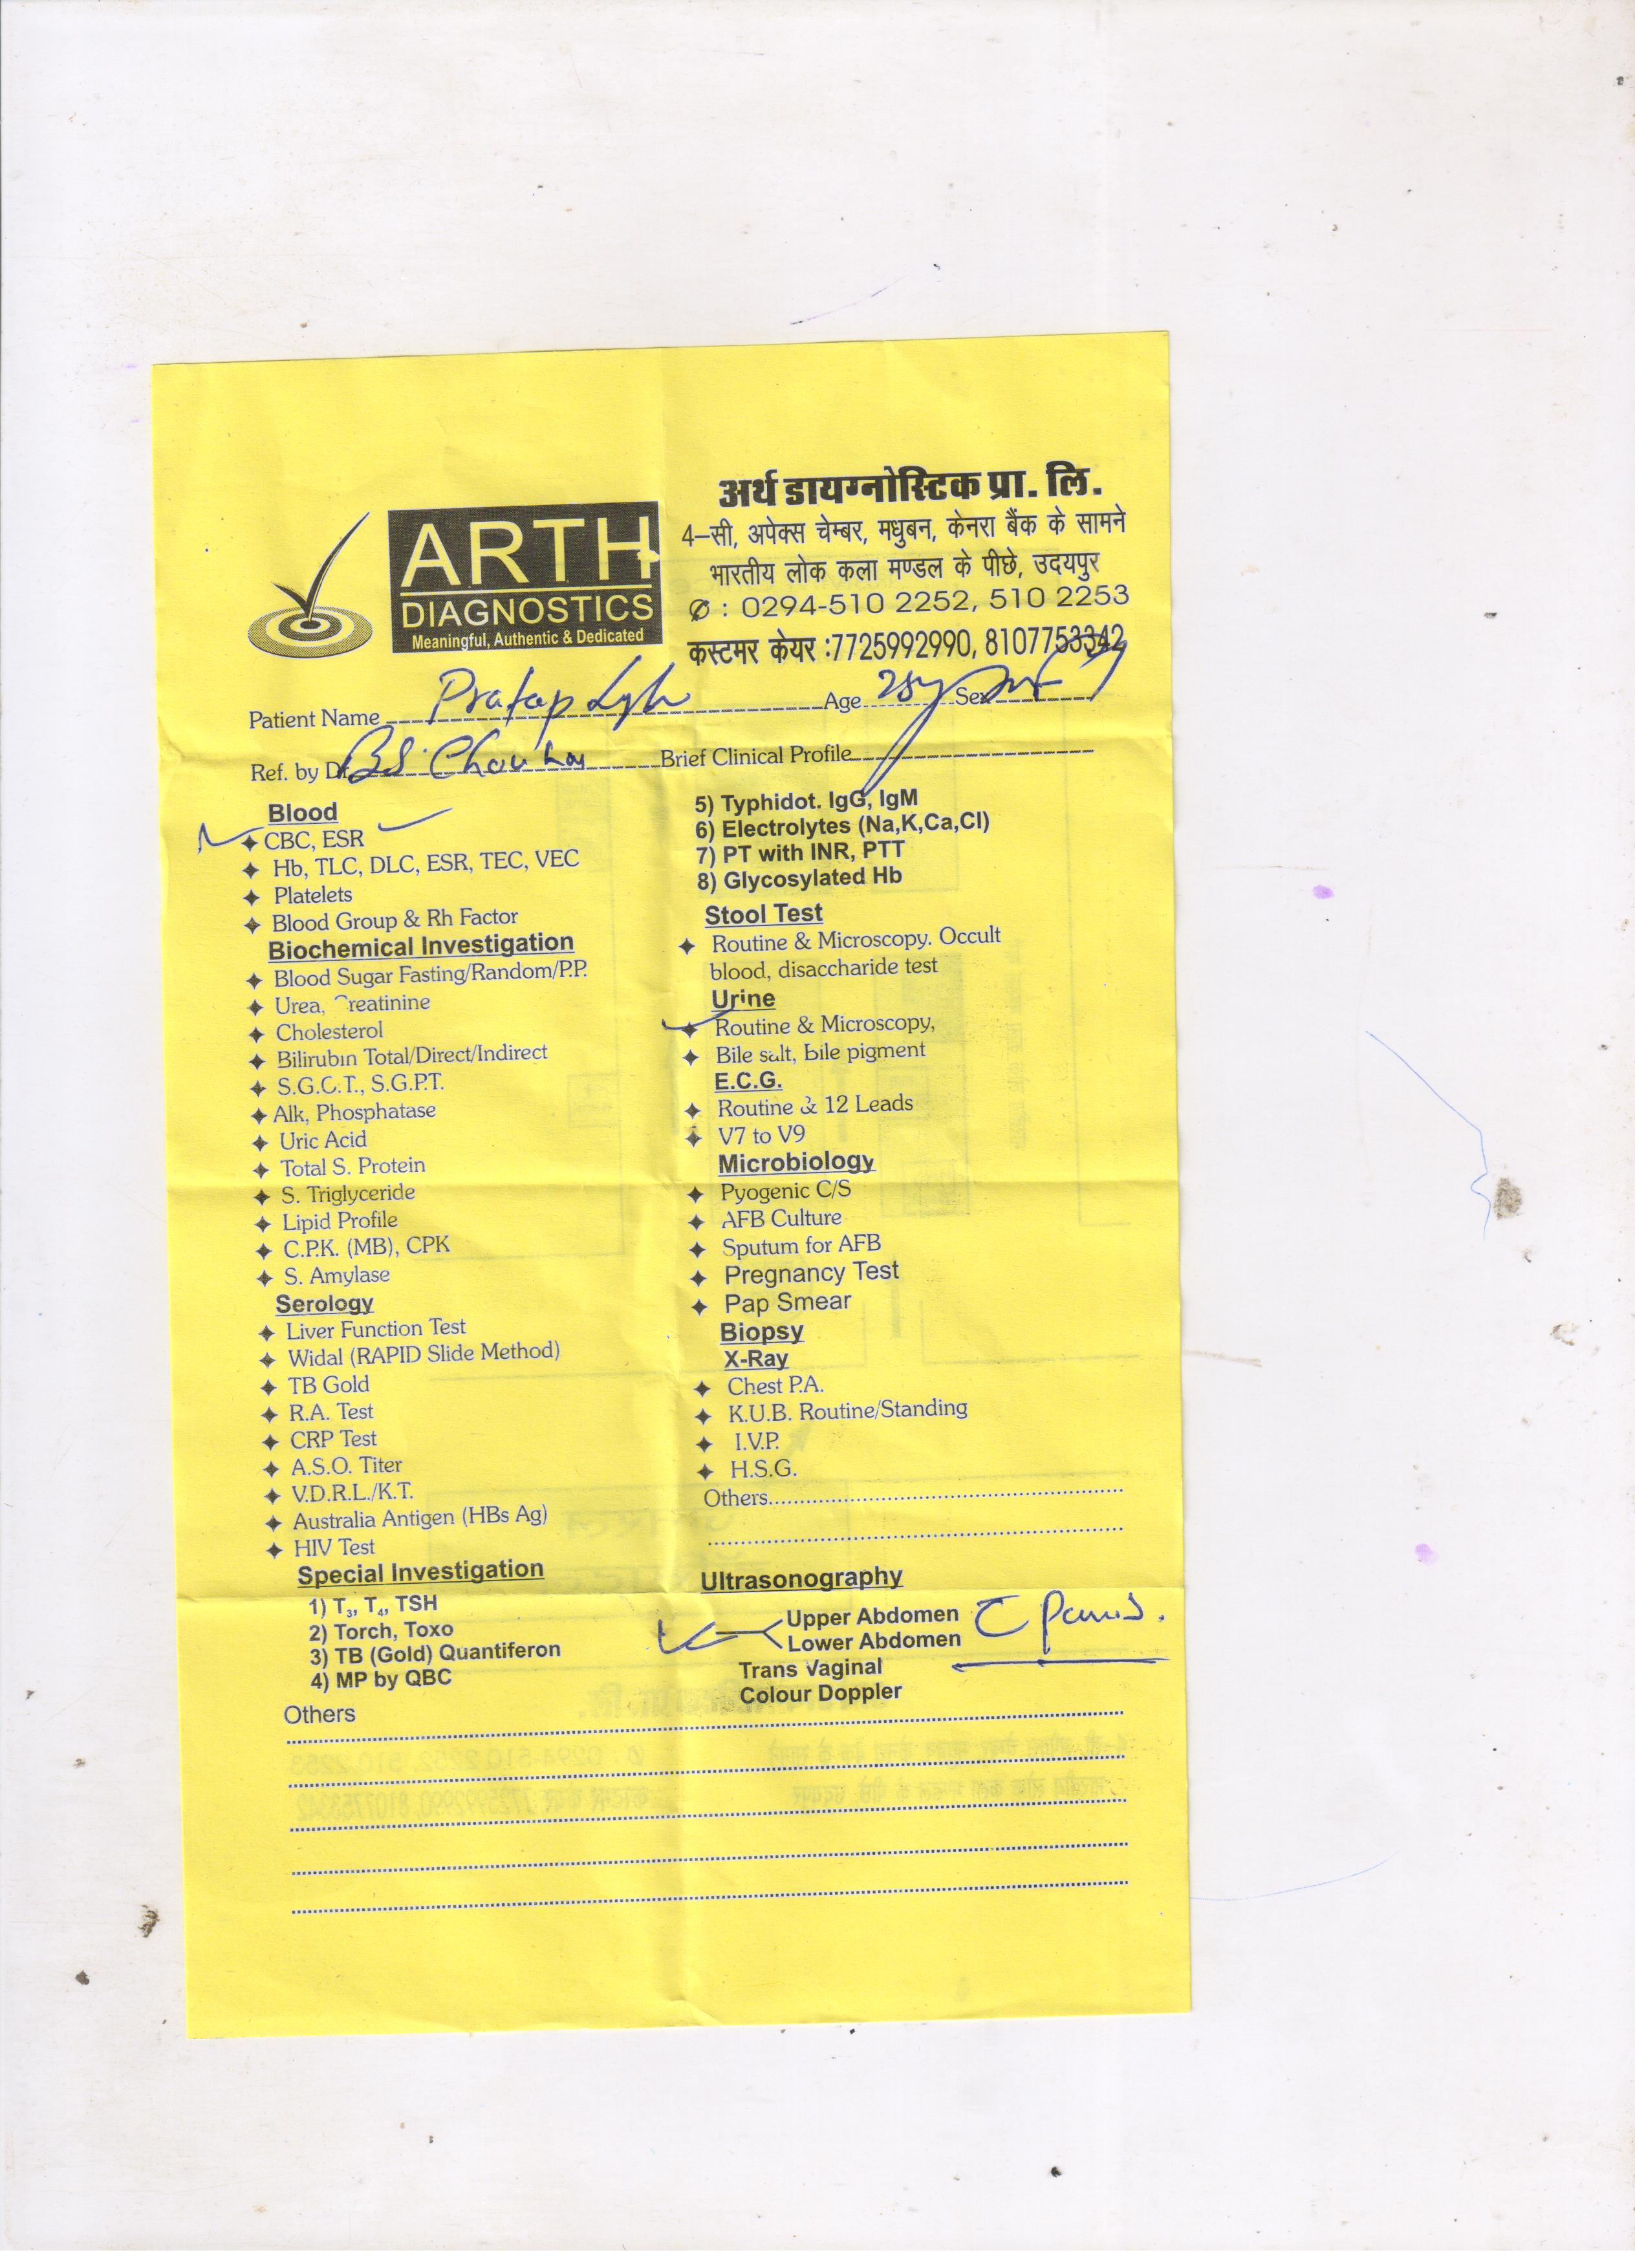 अर्थ डायग्नोस्टिक प्रा. लि.
4-सी, अपेक्स चेम्बर, मधुबन, केनरा बैंक के सामने
भारतीय लोक कला मण्डल के पीछे, उदयपुर
: 0294-510 2252, 510 2253
कस्टमर केयर :7725992990, 8107753342
ARTH
DIAGNOSTICS
Meaningful, Authentic & Dedicated
Patient Name Pratap Age 28y Sex
Ref. by Dr. BS Chouhan Brief Clinical Profile
Blood
CBC, ESR
Hb, TLC, DLC, ESR, TEC, VEC
Platelets
Blood Group & Rh Factor
Biochemical Investigation
Blood Sugar Fasting/Random/P.P.
Urea, Creatinine
Cholesterol
Bilirubin Total/Direct/Indirect
S.G.O.T., S.G.P.T.
Alk, Phosphatase
Uric Acid
Total S. Protein
S. Triglyceride
Lipid Profile
C.P.K. (MB), CPK
S. Amylase
Serology
Liver Function Test
Widal (RAPID Slide Method)
TB Gold
R.A. Test
CRP Test
A.S.O. Titer
V.D.R.L./K.T.
Australia Antigen (HBs Ag)
HIV Test
Special Investigation
1) T3, T4, TSH
2) Torch, Toxo
3) TB (Gold) Quantiferon
4) MP by QBC
5) Typhidot. IgG, IgM
6) Electrolytes (Na,K,Ca,Cl)
7) PT with INR, PTT
8) Glycosylated Hb
Stool Test
Routine & Microscopy. Occult
blood, disaccharide test
Urine
Routine & Microscopy,
Bile salt, bile pigment
E.C.G.
Routine & 12 Leads
V7 to V9
Microbiology
Pyogenic C/S
AFB Culture
Sputum for AFB
Pregnancy Test
Pap Smear
Biopsy
X-Ray
Chest P.A.
K.U.B. Routine/Standing
I.V.P.
H.S.G.
Others
Ultrasonography
Upper Abdomen
Lower Abdomen
Trans Vaginal
Colour Doppler
Others